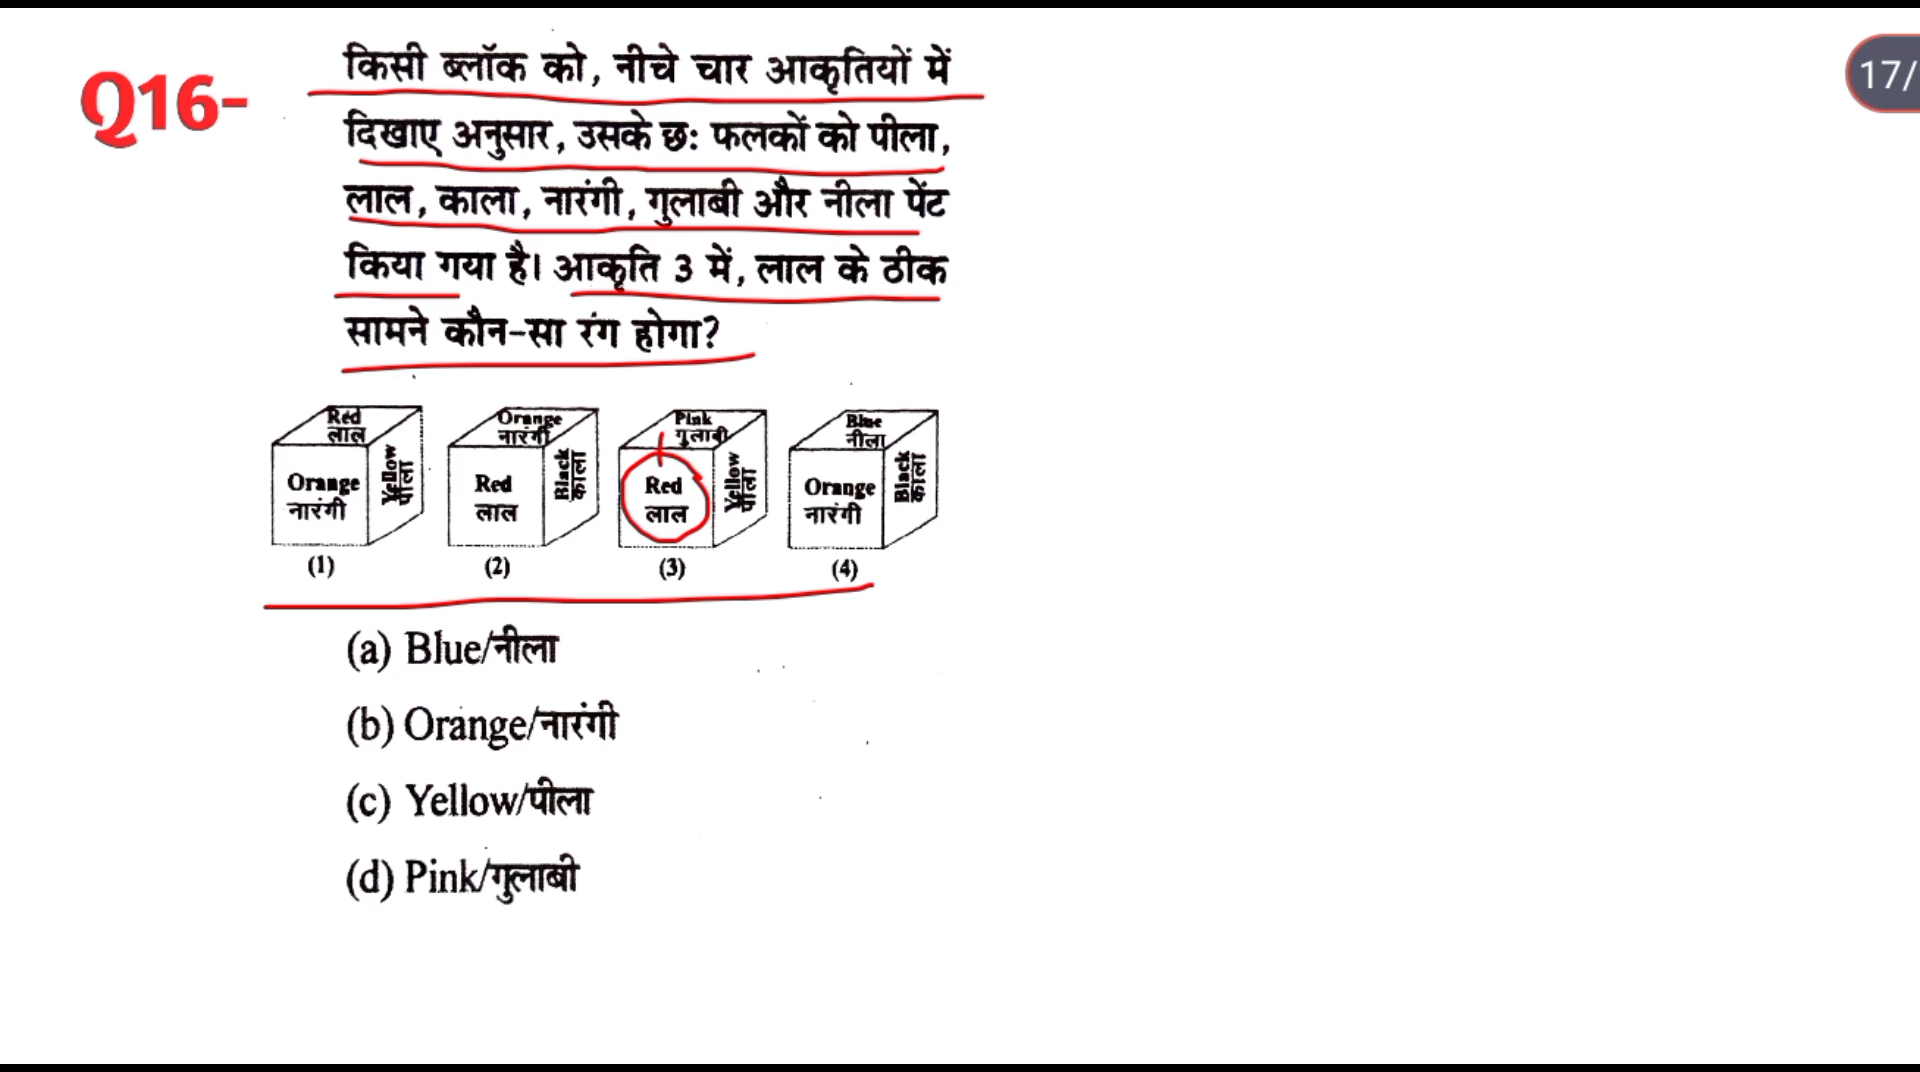 Q16-
किसी ब्लॉक को, नीचे चार आकृतियों में
दिखाए अनुसार, उसके छः फलकों को पीला,
लाल, काला, नारंगी, गुलाबी और नीला पेंट
किया गया है। आकृति 3 में, लाल के ठीक
सामने कौन-सा रंग होगा?
17/
Red
लाल
Orange
नारंगी
Yellow
पीला
(1)
Orange
नारंगी
Red
लाल
Black
काला
(2)
Pink
गुलाबी
Red
लाल
Yellow
पीला
(3)
Blue
नीला
Orange
नारंगी
Black
काला
(4)
(a) Blue/नीला
(b) Orange/नारंगी
(c) Yellow/पीला
(d) Pink/गुलाबी